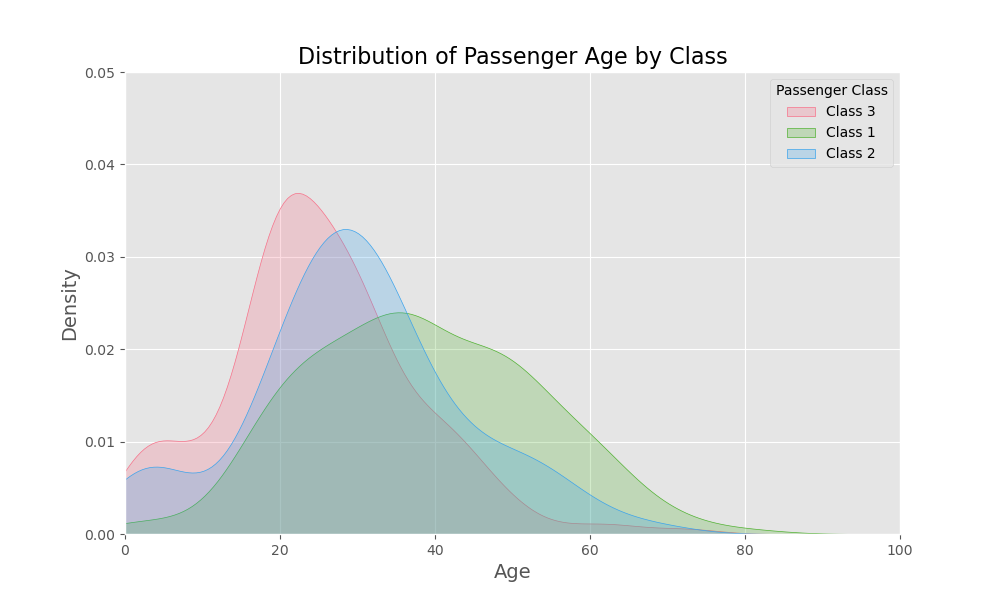 Distribution of Passenger Age by Class
Passenger Class
Class 3
Class 1
Class 2
Density
0.05
0.04
0.03
0.02
0.01
0.00
0 20 40 60 80 100
Age